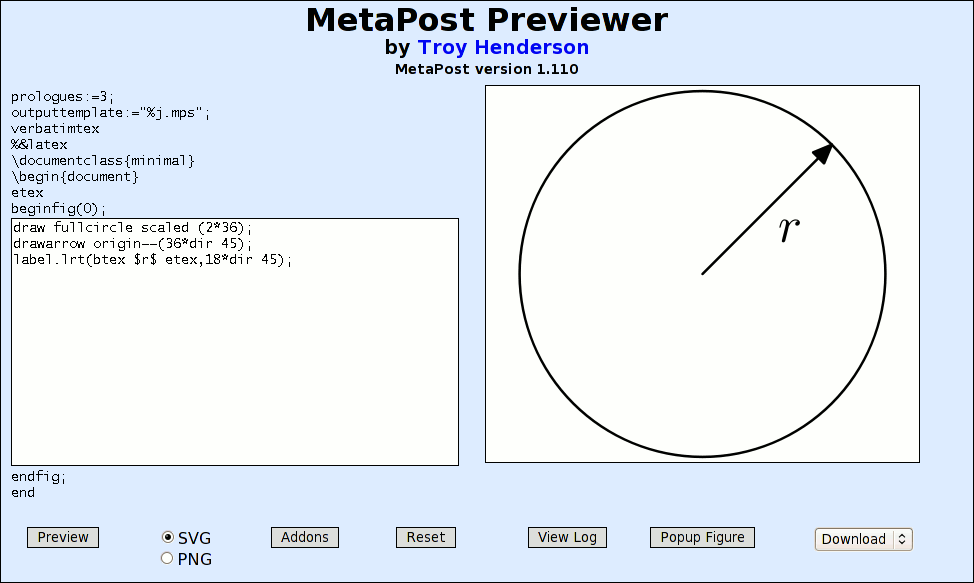 MetaPost Previewer
by Troy Henderson
MetaPost version 1.110
prologues:=3;
outputtemplate:="%j.mps";
verbatimtex
%&latex
\documentclass{minimal}
\begin{document}
etex
beginfig(0);
draw fullcircle scaled (2*36);
drawarrow origin--(36*dir 45);
label.lrt(btex $r$ etex,18*dir 45);
r
endfig;
end
Preview
SVG
PNG
Addons
Reset
View Log
Popup Figure
Download